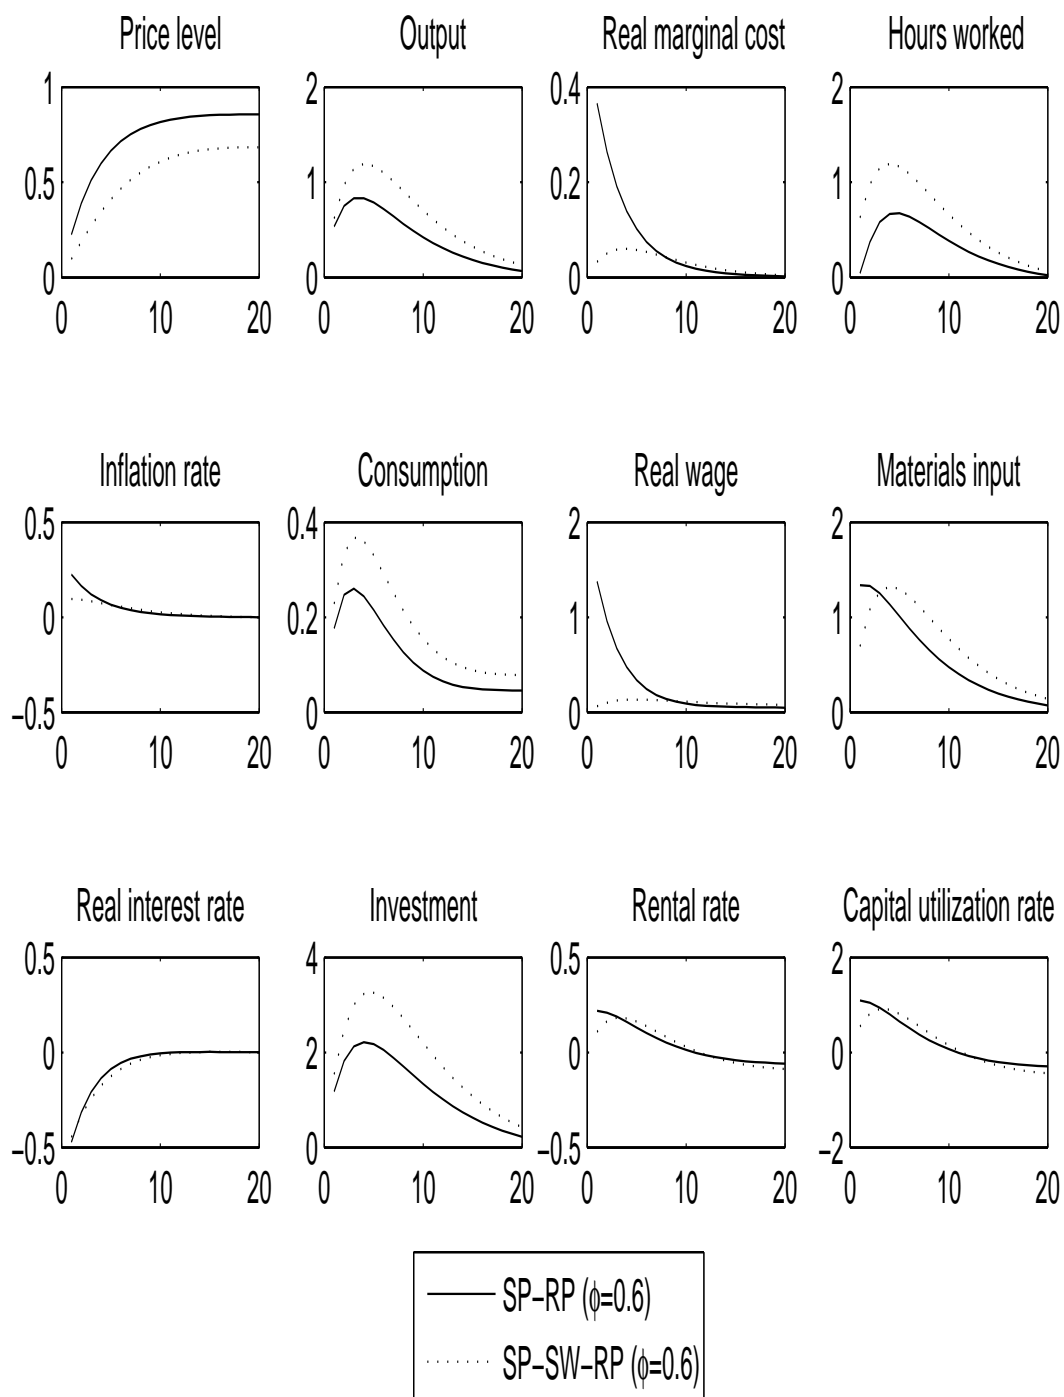 Price level Output Real marginal cost Hours worked
1 2 0.4 2
0.5 1 0.2 1
0 0 0 0
0 10 20 0 10 20 0 10 20 0 10 20
Inflation rate Consumption Real wage Materials input
0.5 0.4 2 2
0 0.2 1 1
−0.5 0 0 0
0 10 20 0 10 20 0 10 20 0 10 20
Real interest rate Investment Rental rate Capital utilization rate
0.5 4 0.5 2
0 2 0 0
−0.5 0 −0.5 −2
0 10 20 0 10 20 0 10 20 0 10 20
SP−RP (ϕ=0.6)
SP−SW−RP (ϕ=0.6)